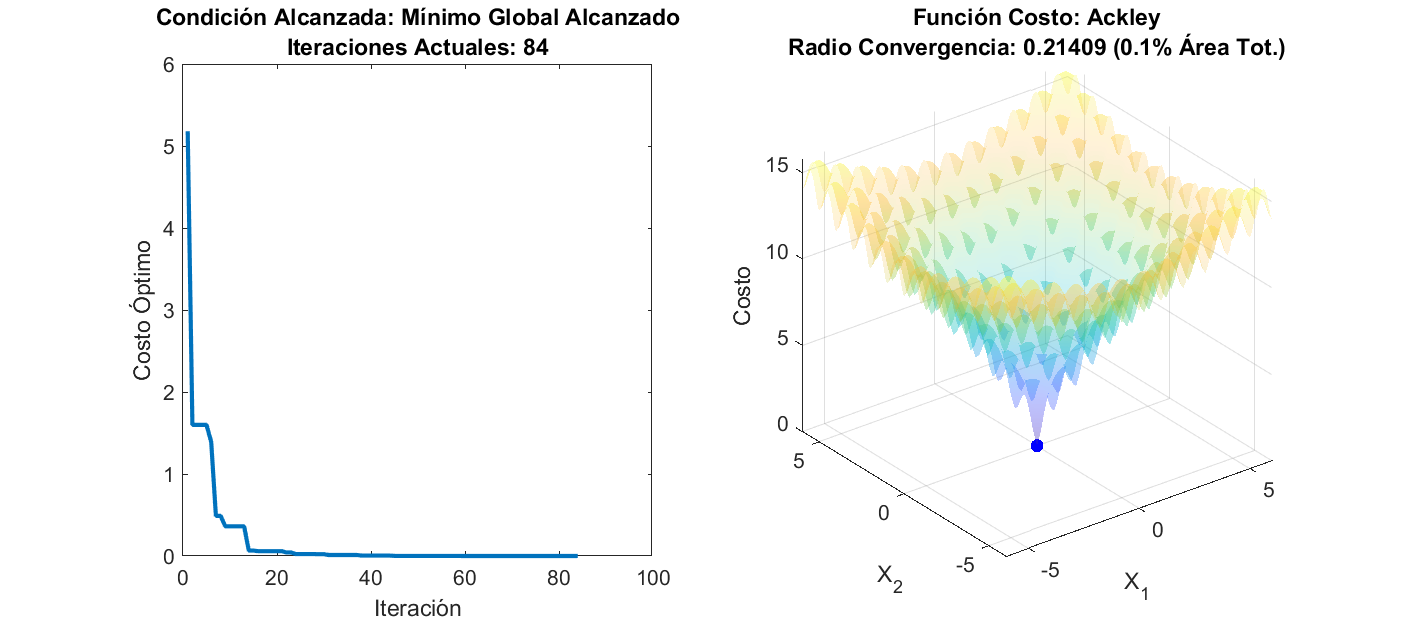 Condición Alcanzada: Mínimo Global Alcanzado
Iteraciones Actuales: 84
6
5
4
3
2
1
0
Costo Óptimo
0
20
40
60
80
100
Iteración
Función Costo: Ackley
Radio Convergencia: 0.21409 (0.1% Área Tot.)
15
10
5
0
Costo
5
0
-5
X2
-5
0
5
X1